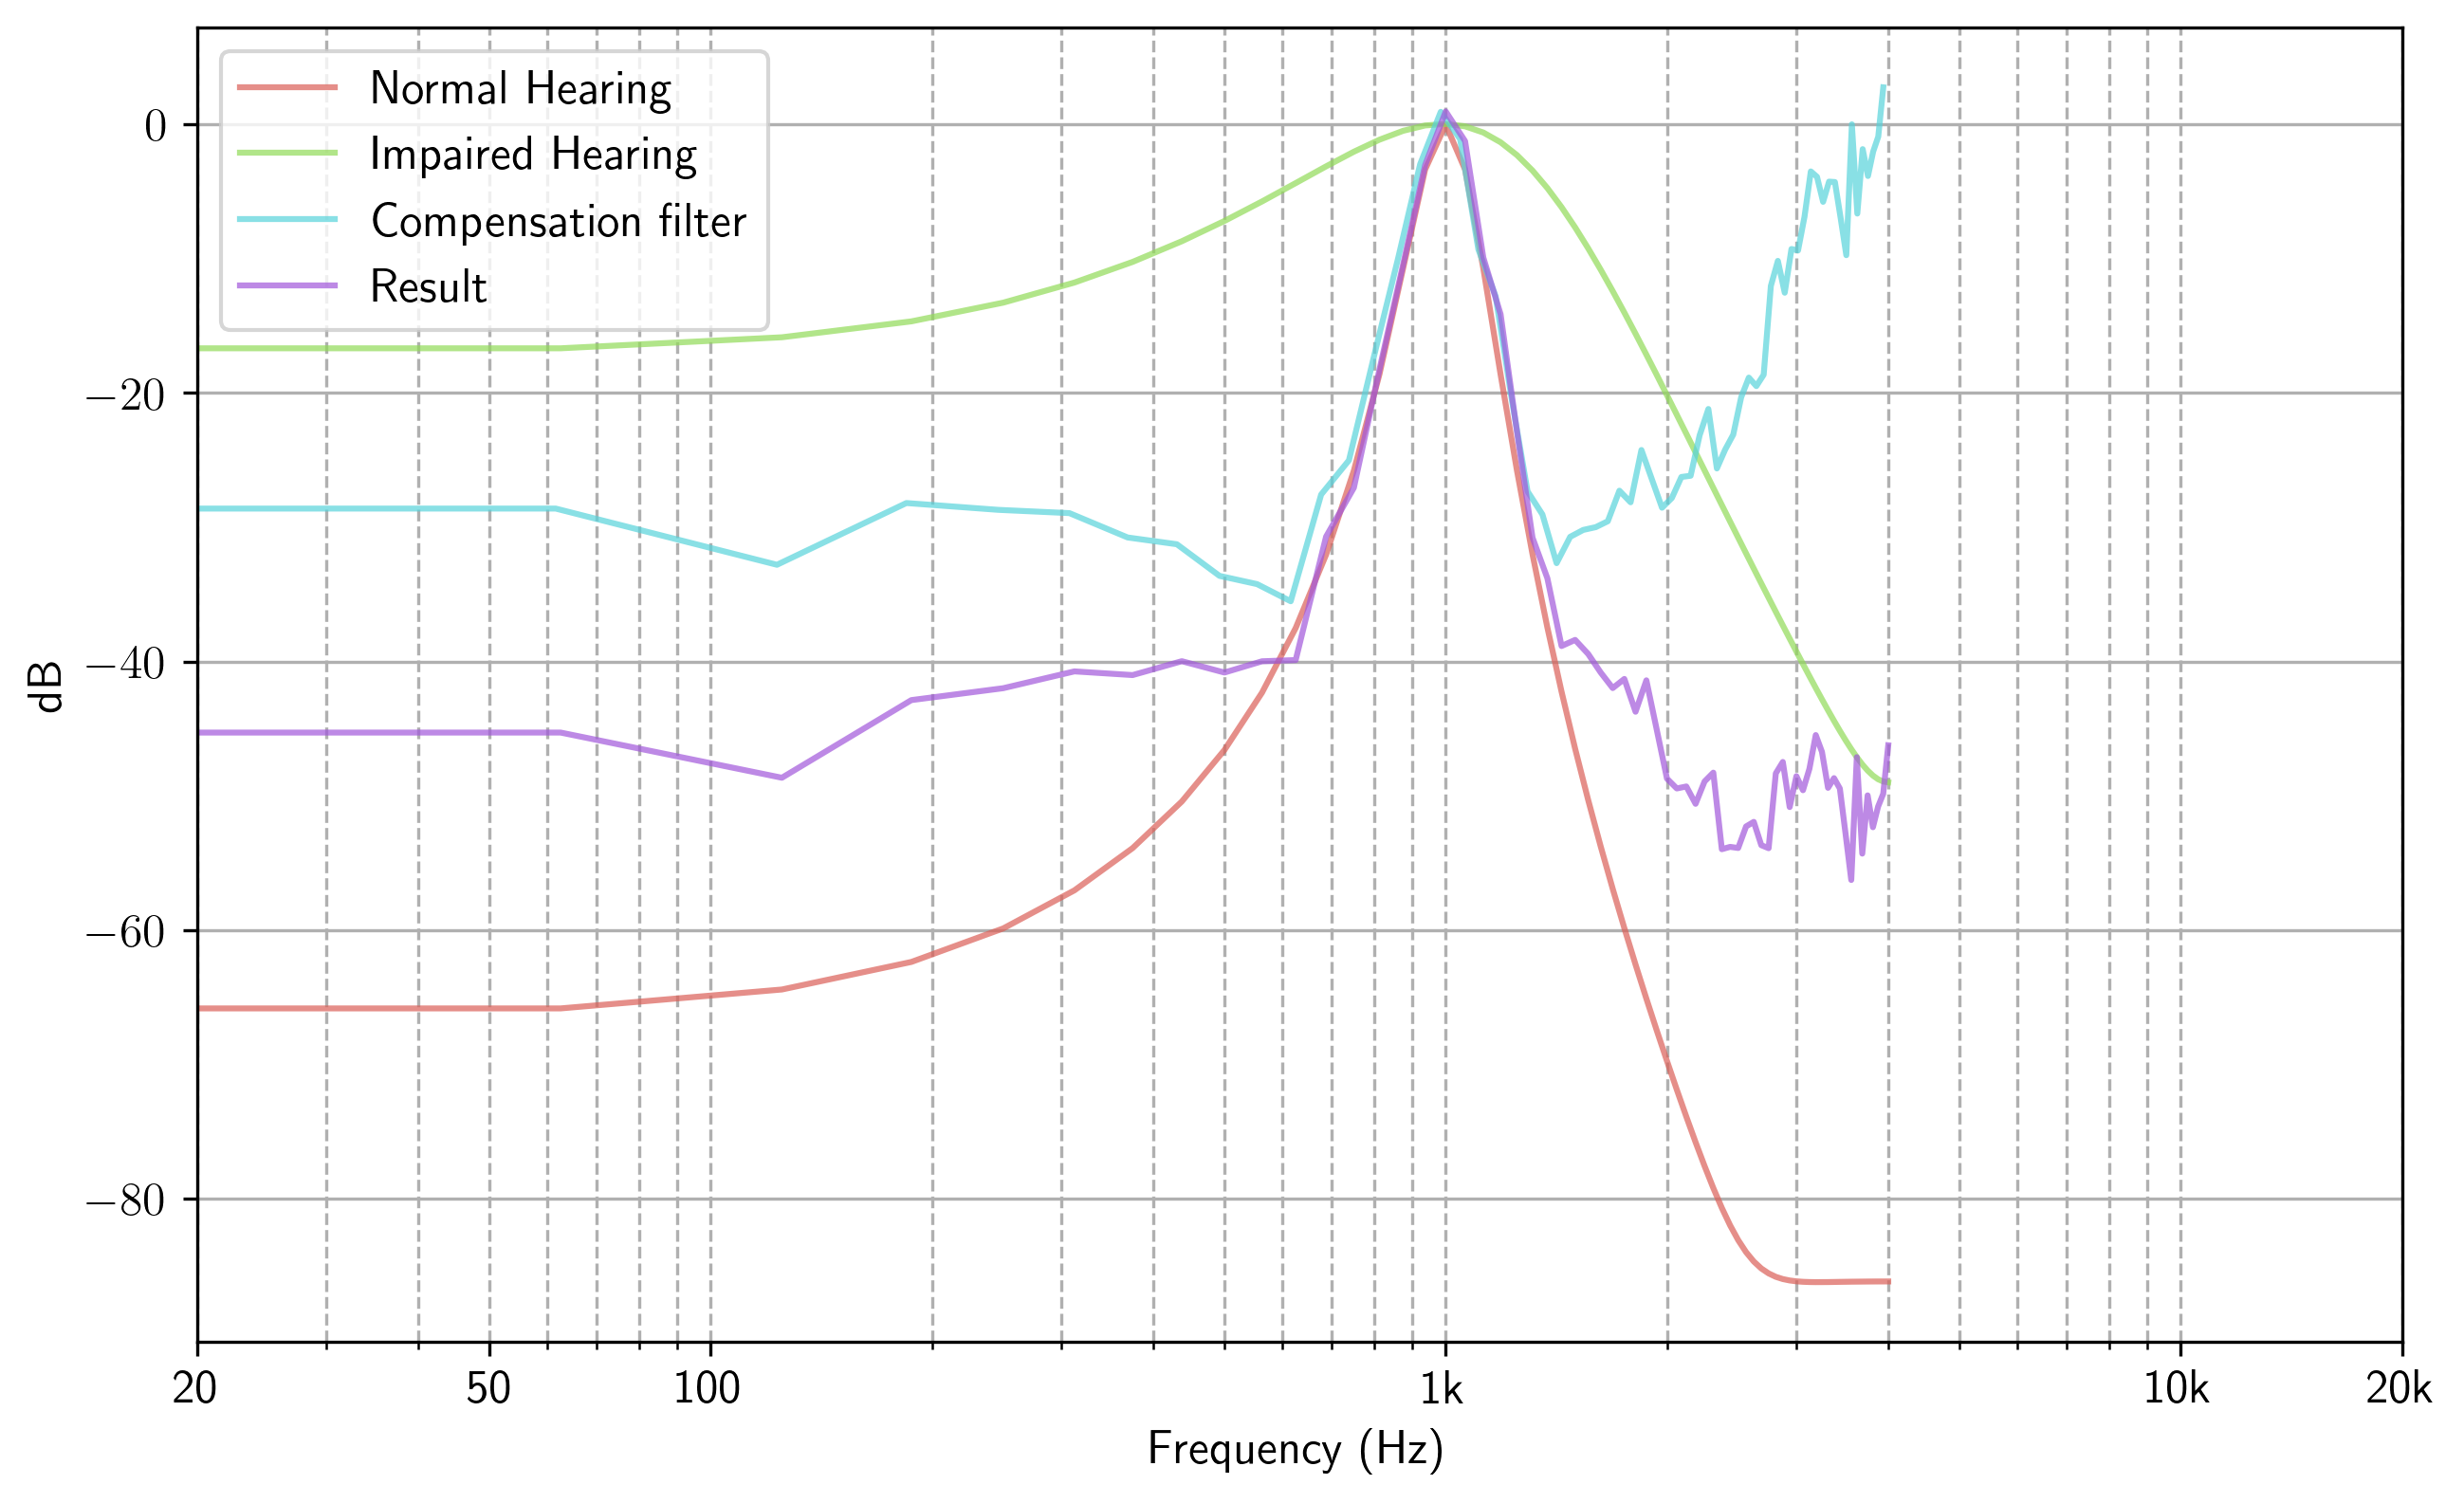 Normal Hearing
Impaired Hearing
Compensation filter
Result
0
−20
−40
−60
−80
dB
20 50 100 1k 10k 20k
Frequency (Hz)